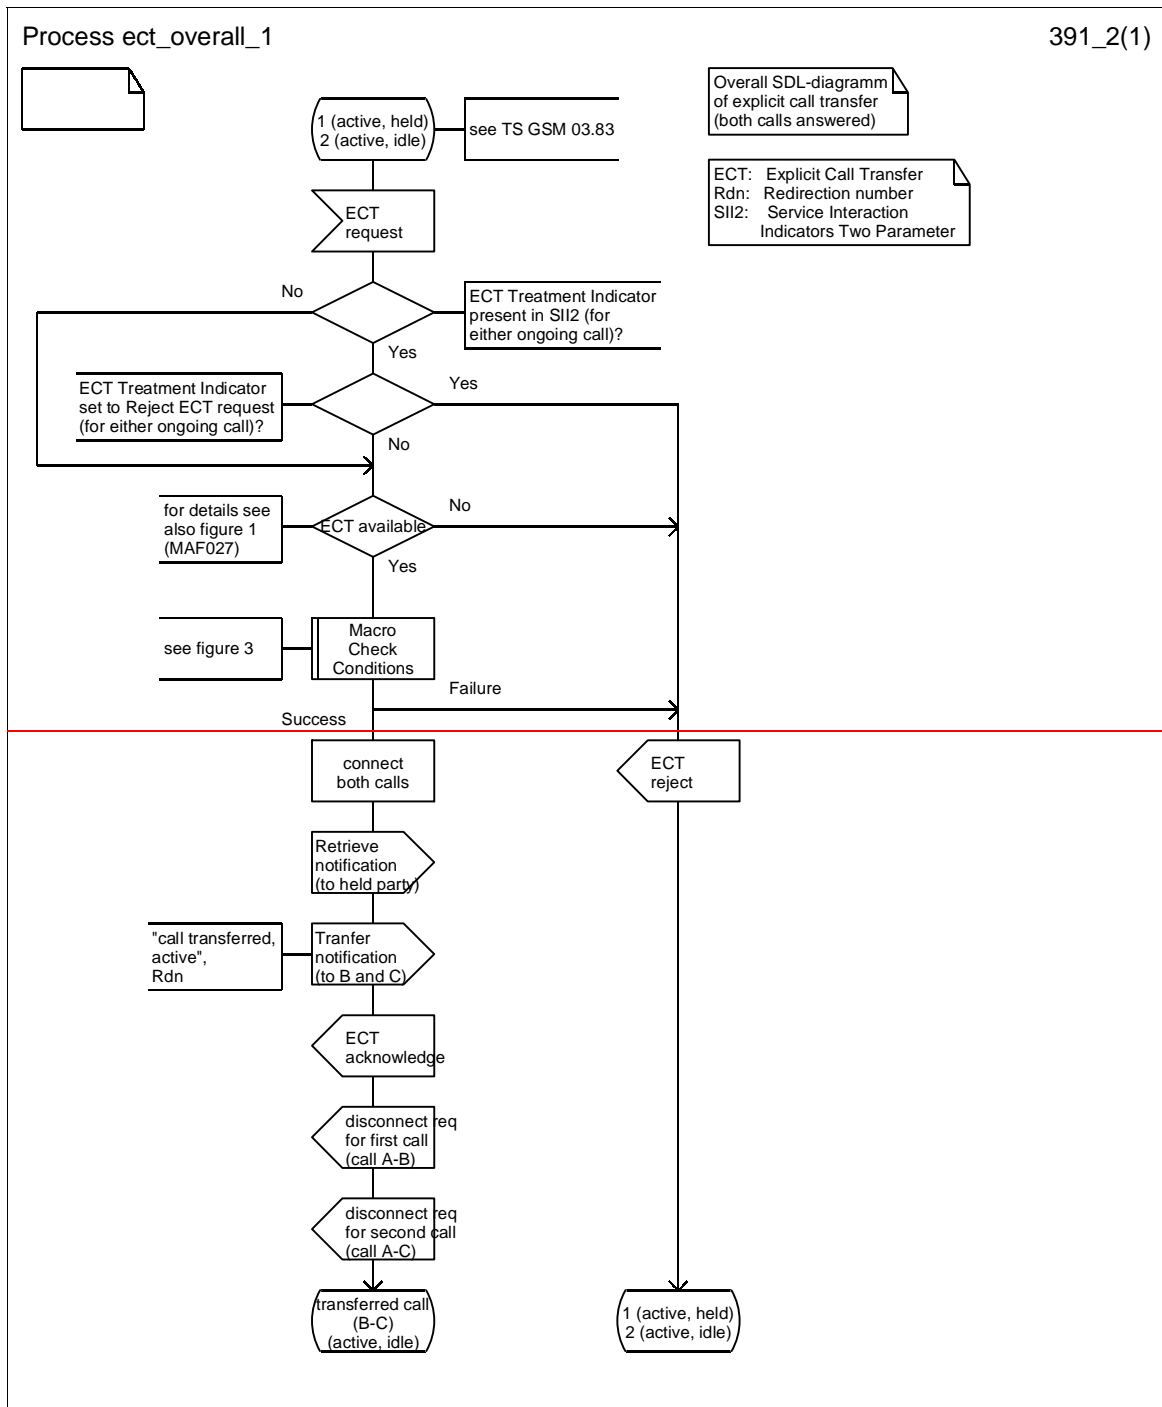 Process ect_overall_1
391_2(1)
Overall SDL-diagramm
of explicit call transfer
(both calls answered)
1 (active, held)
2 (active, idle)
see TS GSM 03.83
ECT: Explicit Call Transfer
Rdn: Redirection number
SII2: Service Interaction
Indicators Two Parameter
ECT
request
No
ECT Treatment Indicator
present in SII2 (for
either ongoing call)?
Yes
ECT Treatment Indicator
set to Reject ECT request
(for either ongoing call)?
Yes
No
for details see
also figure 1
(MAF027)
ECT available
No
Yes
see figure 3
Macro
Check
Conditions
Failure
Success
connect
both calls
ECT
reject
Retrieve
notification
(to held party)
"call transferred,
active",
Rdn
Tranfer
notification
(to B and C)
ECT
acknowledge
disconnect req
for first call
(call A-B)
disconnect req
for second call
(call A-C)
transferred call
(B-C)
(active, idle)
1 (active, held)
2 (active, idle)